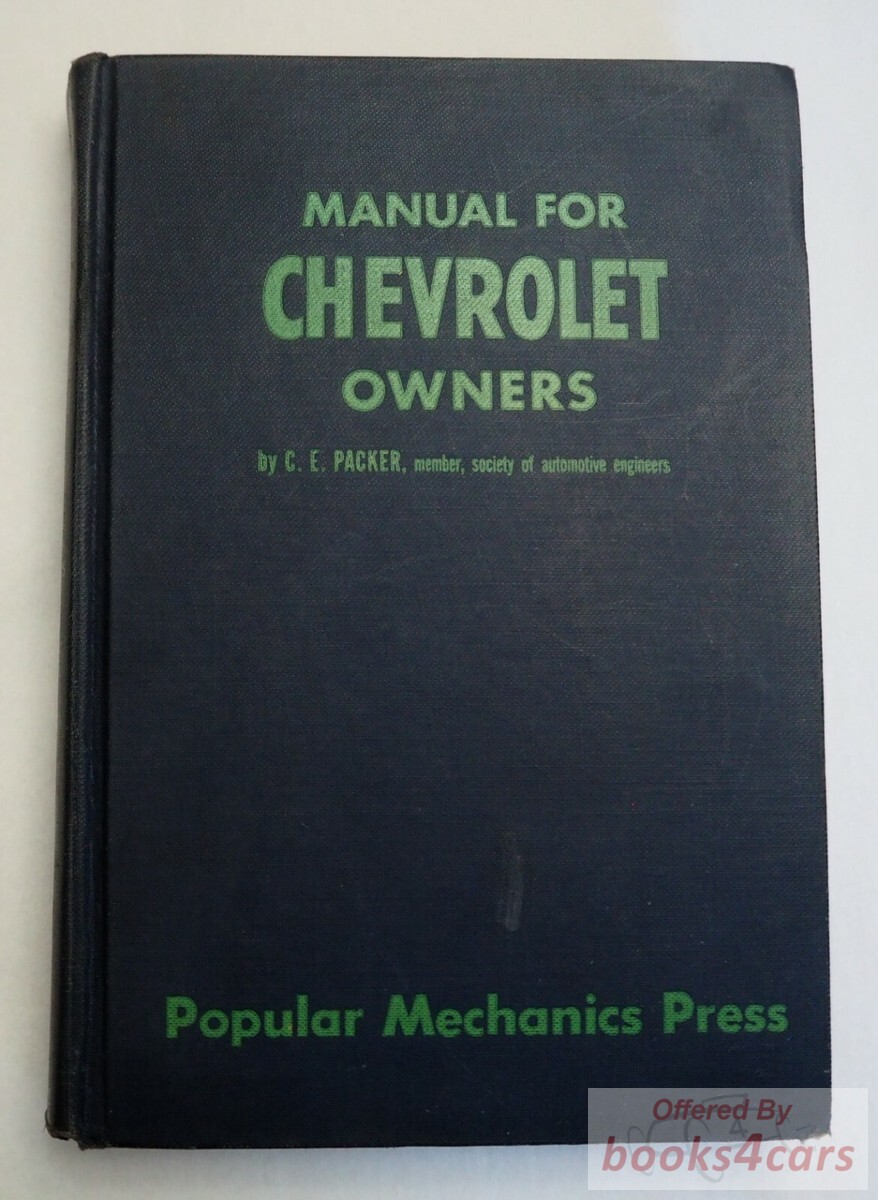 MANUAL FOR
CHEVROLET
OWNERS
by C. E. PACKER, member, society of automotive engineers
Popular Mechanics Press
Offered By
books4cars